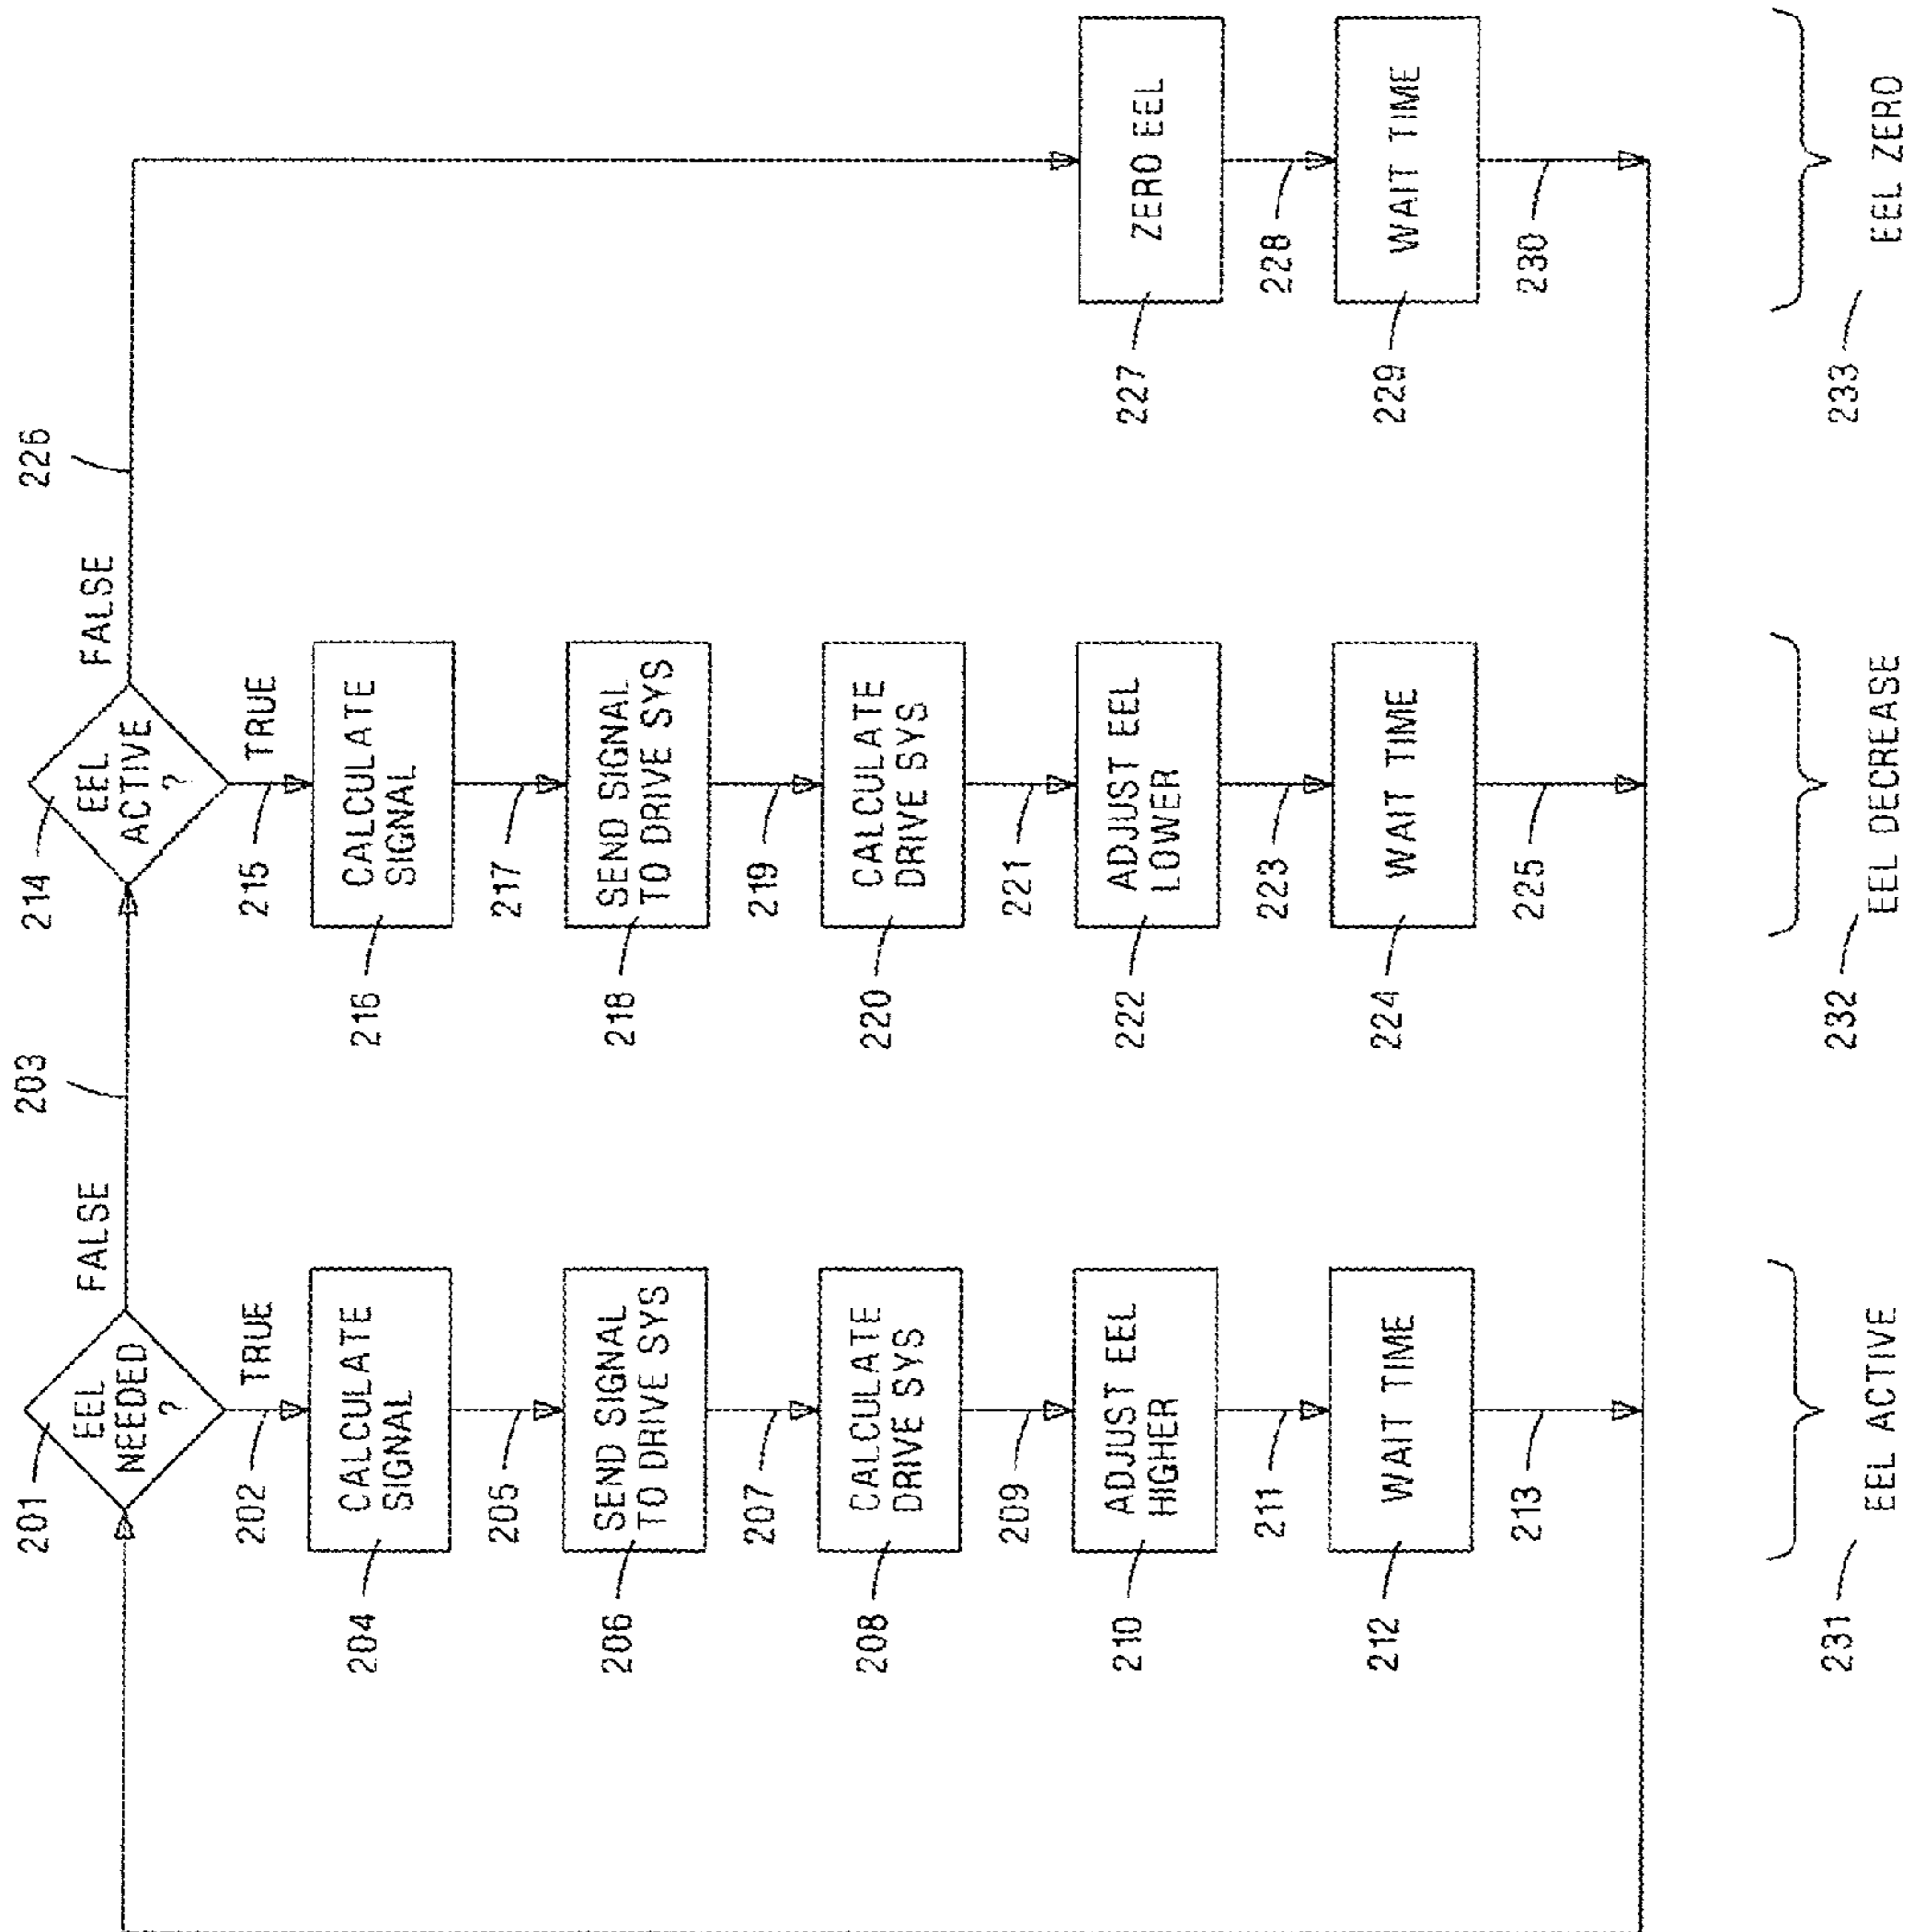 201
EEL
NEEDED
?
FALSE
203
202
TRUE
204
CALCULATE
SIGNAL
205
206
SEND SIGNAL
TO DRIVE SYS
207
208
CALCULATE
DRIVE SYS
209
210
ADJUST EEL
HIGHER
211
212
WAIT TIME
213
231
EEL ACTIVE
214
EEL
ACTIVE
?
FALSE
226
215
TRUE
216
CALCULATE
SIGNAL
217
218
SEND SIGNAL
TO DRIVE SYS
219
220
CALCULATE
DRIVE SYS
221
222
ADJUST EEL
LOWER
223
224
WAIT TIME
225
232
EEL DECREASE
227
ZERO EEL
228
229
WAIT TIME
230
233
EEL ZERO